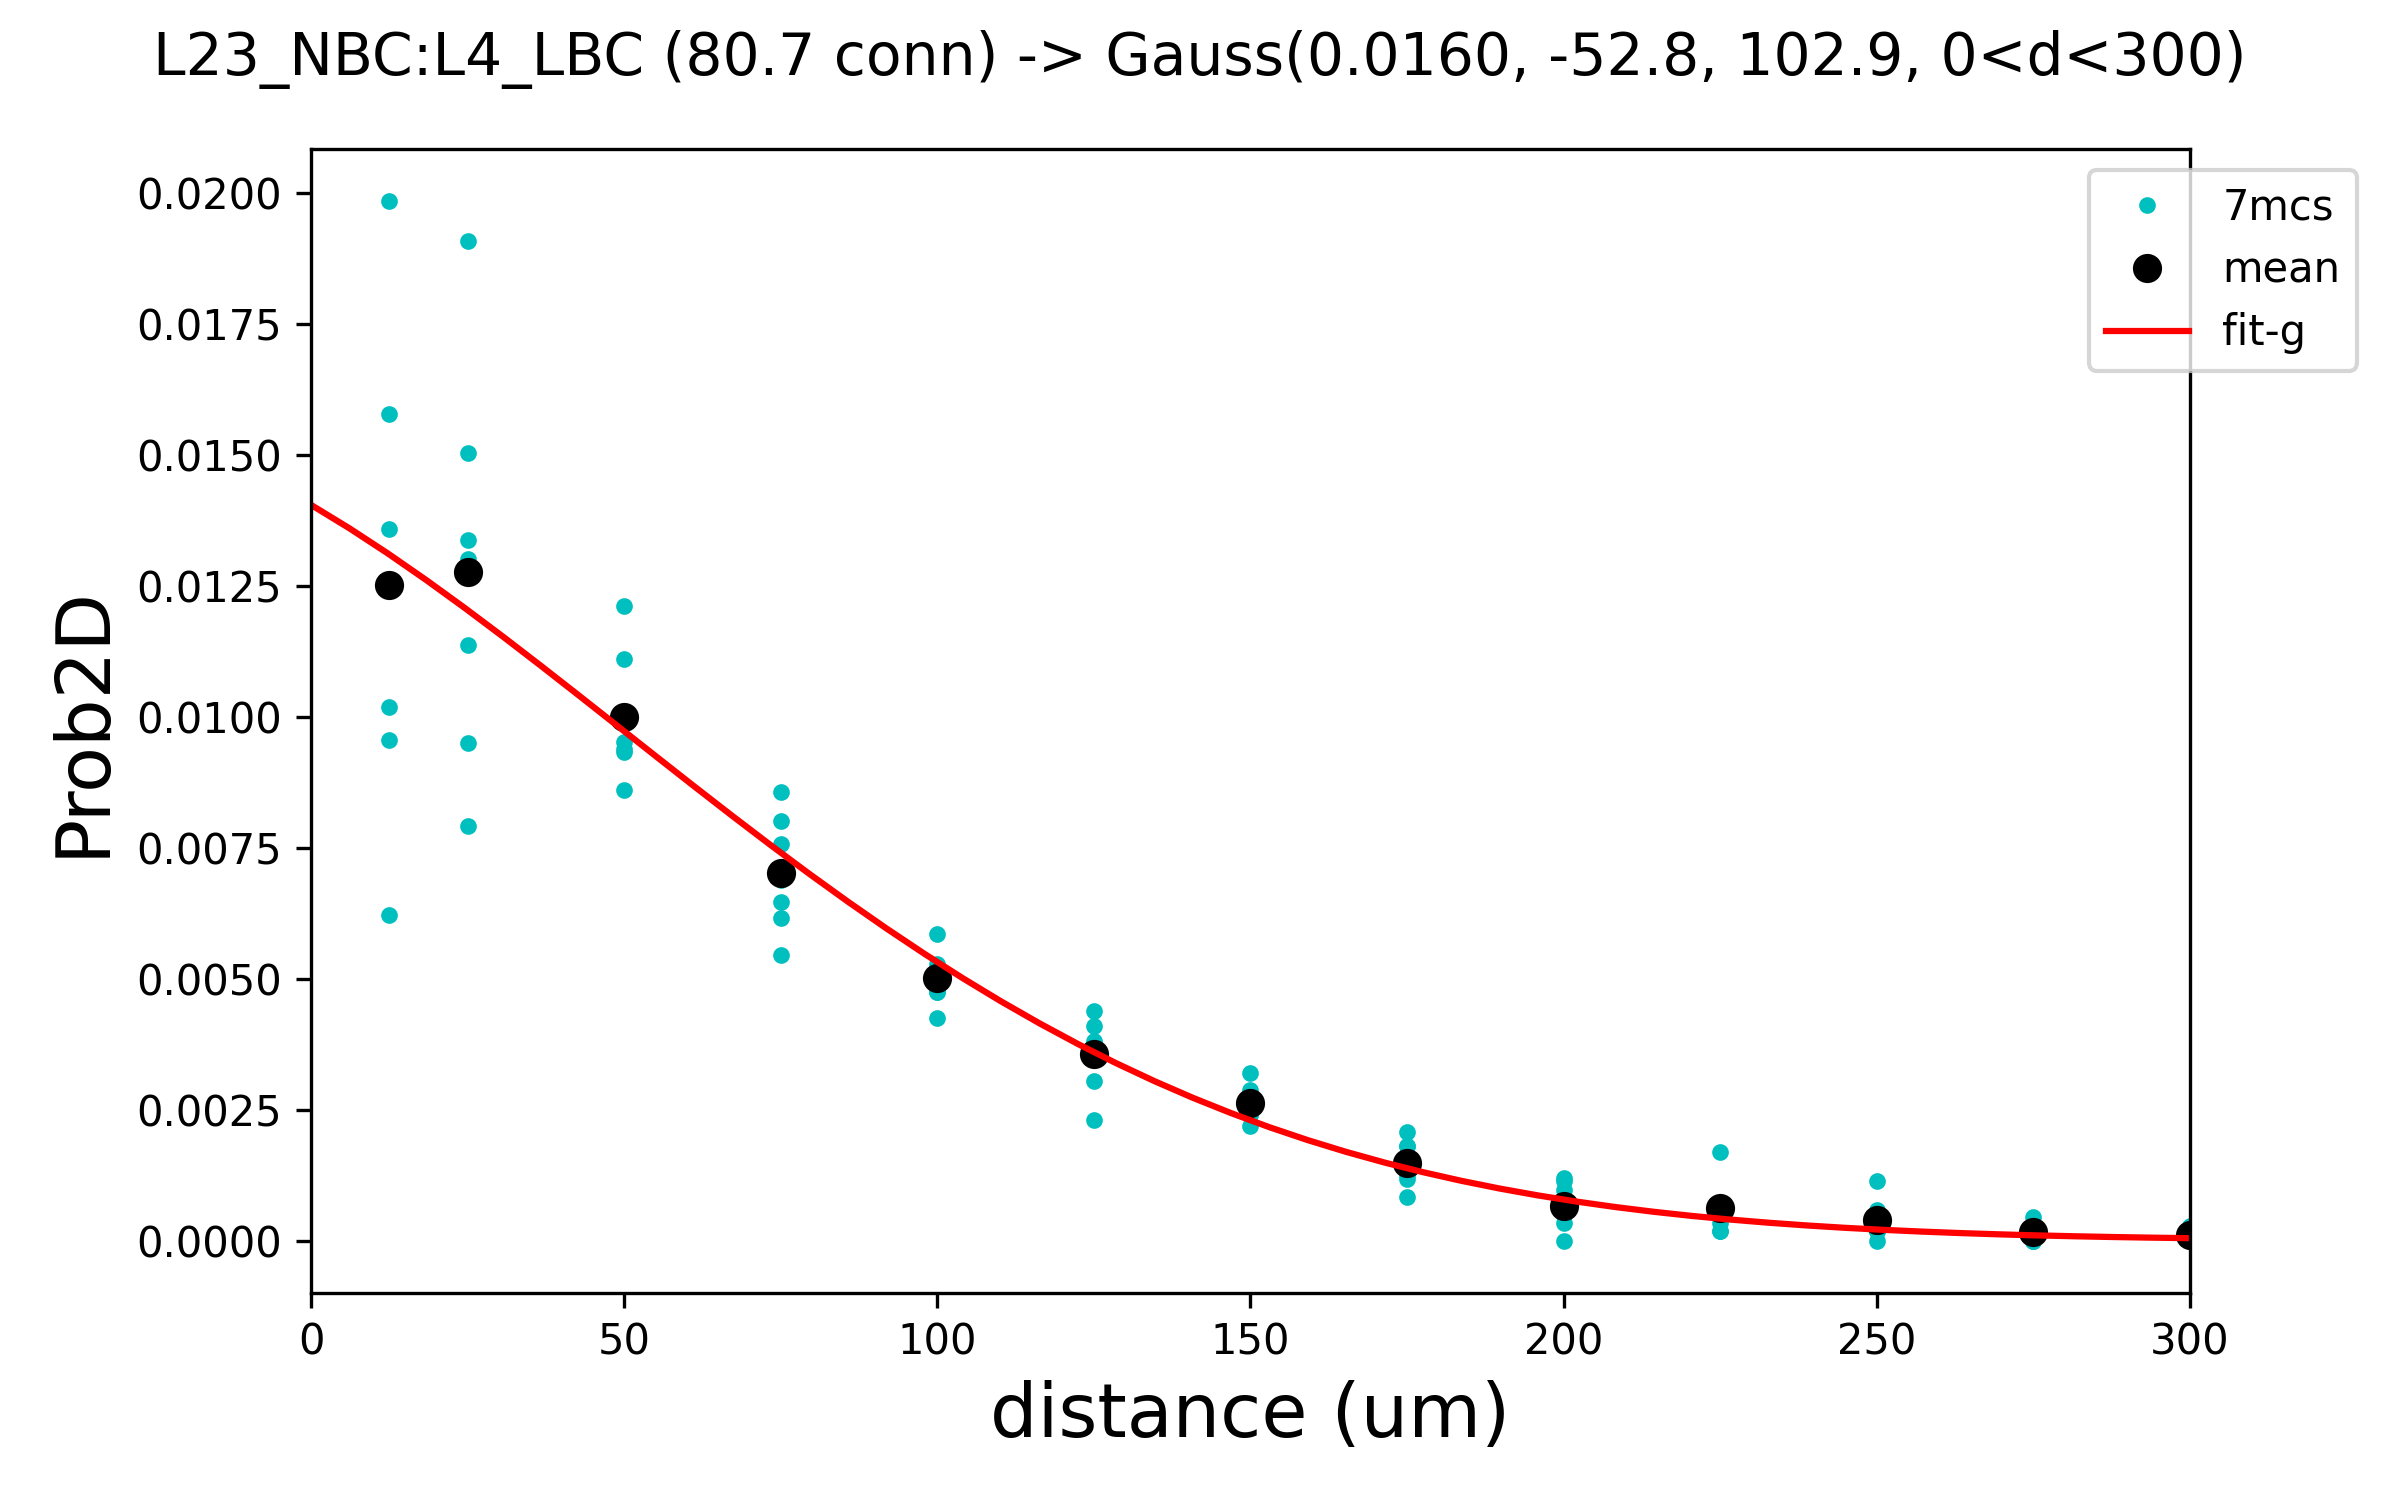 L23_NBC:L4_LBC (80.7 conn) -> Gauss(0.0160, -52.8, 102.9, 0<d<300)
7mcs
mean
fit-g
Prob2D
0.0200
0.0175
0.0150
0.0125
0.0100
0.0075
0.0050
0.0025
0.0000
0 50 100 150 200 250 300
distance (um)